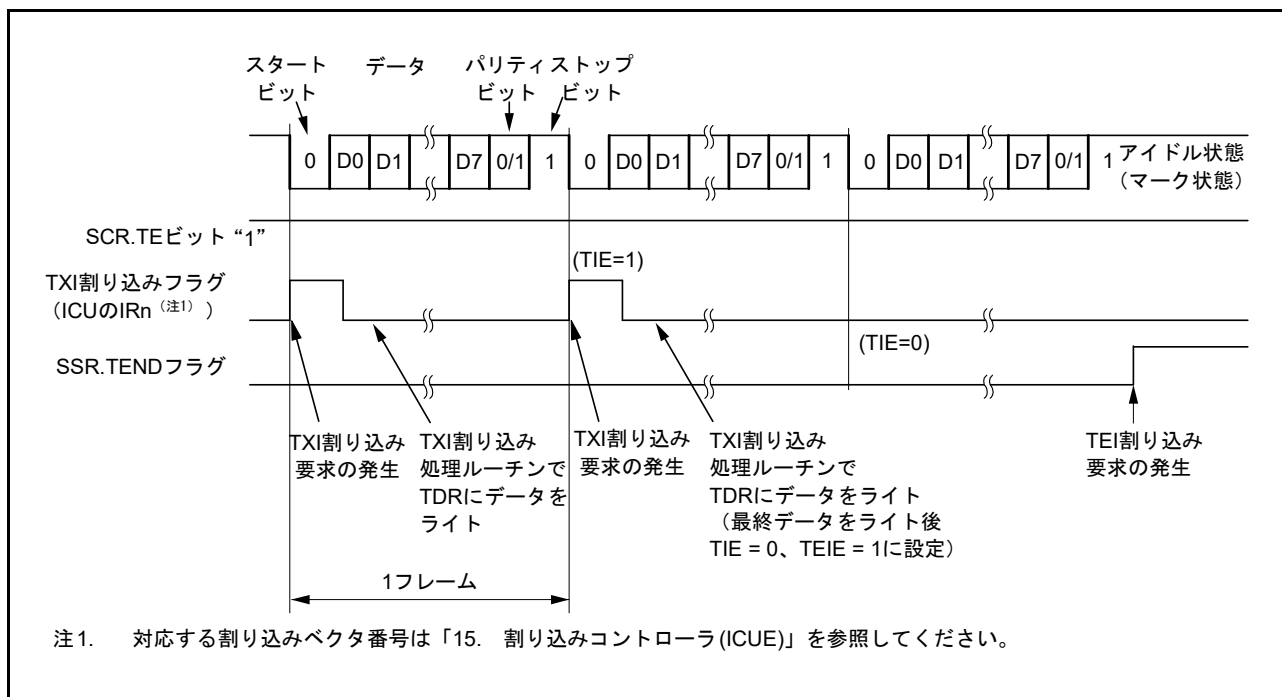 スタート
ビット
データ
パリティ
ビット
ストップ
ビット
0 D0 D1 D7 0/1 1 0 D0 D1 D7 0/1 1 0 D0 D1 D7 0/1 1 アイドル状態
（マーク状態）
SCR.TEビット “1”
TXI割り込みフラグ
（ICUのIRn（注1））
(TIE=1)
(TIE=0)
SSR.TENDフラグ
TXI割り込み
要求の発生
TXI割り込み
処理ルーチンで
TDRにデータを
ライト
TXI割り込み
要求の発生
TXI割り込み
処理ルーチンで
TDRにデータをライト
（最終データをライト後
TIE = 0、TEIE = 1に設定）
TEI割り込み
要求の発生
1フレーム
注1. 対応する割り込みベクタ番号は「15. 割り込みコントローラ(ICUE)」を参照してください。